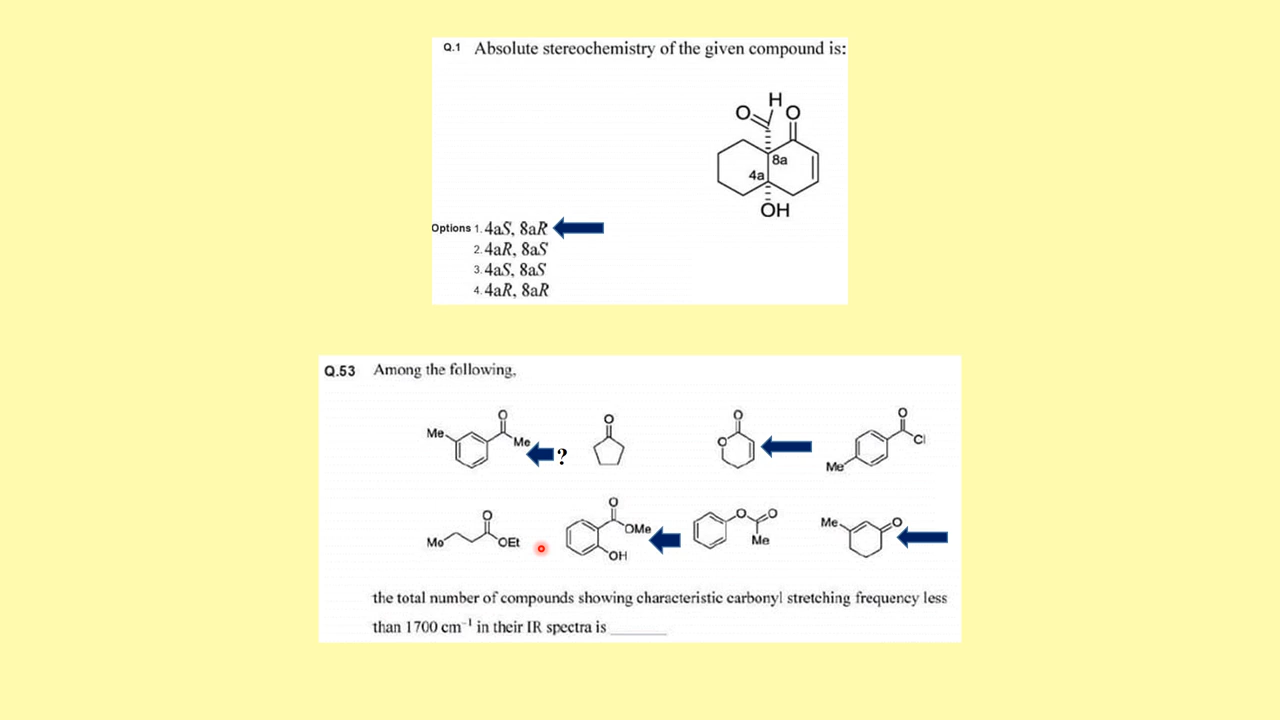 Q.1 Absolute stereochemistry of the given compound is:
H
O O
8a
4a
OH
Options 1. 4aS, 8aR
2. 4aR, 8aS
3. 4aS, 8aS
4. 4aR, 8aR
Q.53 Among the following,
O O O O
Me Me O Cl
?
Me
O O
Me OEt OMe O O Me O
OH Me
the total number of compounds showing characteristic carbonyl stretching frequency less
than 1700 cm⁻¹ in their IR spectra is ______